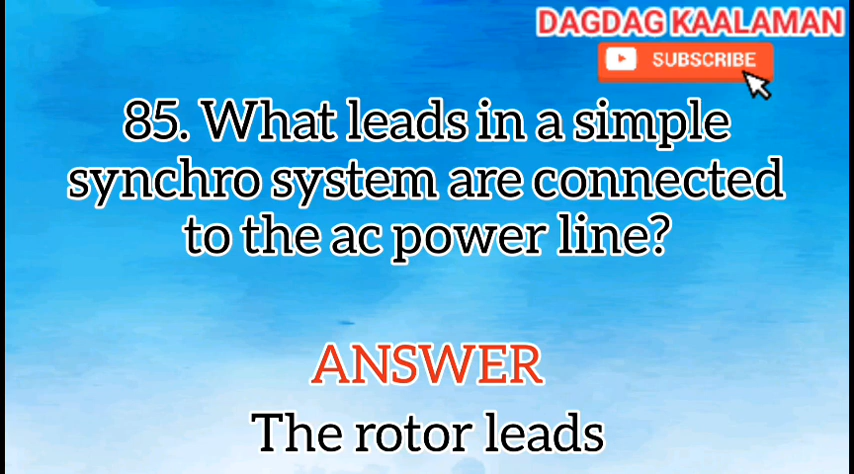 DAGDAG KAALAMAN
SUBSCRIBE
85. What leads in a simple
synchro system are connected
to the ac power line?
ANSWER
The rotor leads